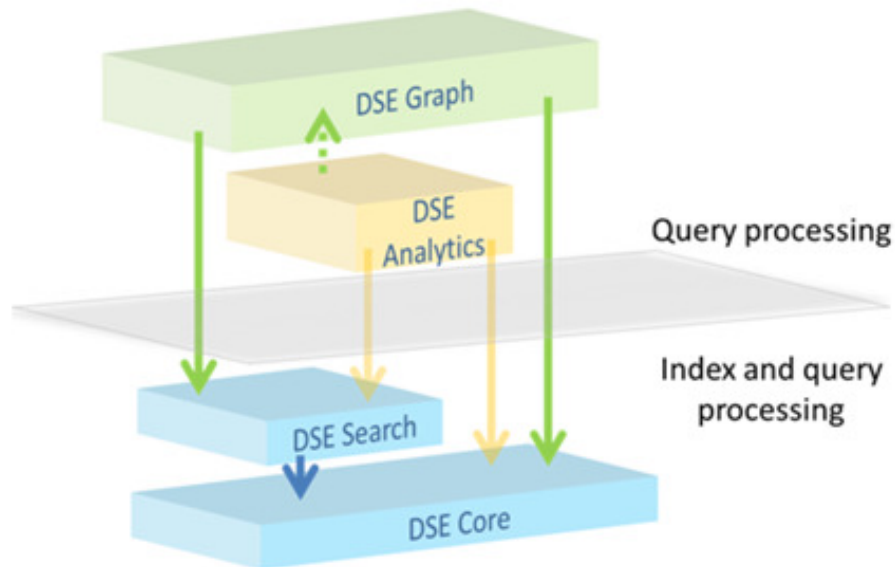 DSE Graph
DSE
Analytics
Query processing
Index and query
processing
DSE Search
DSE Core